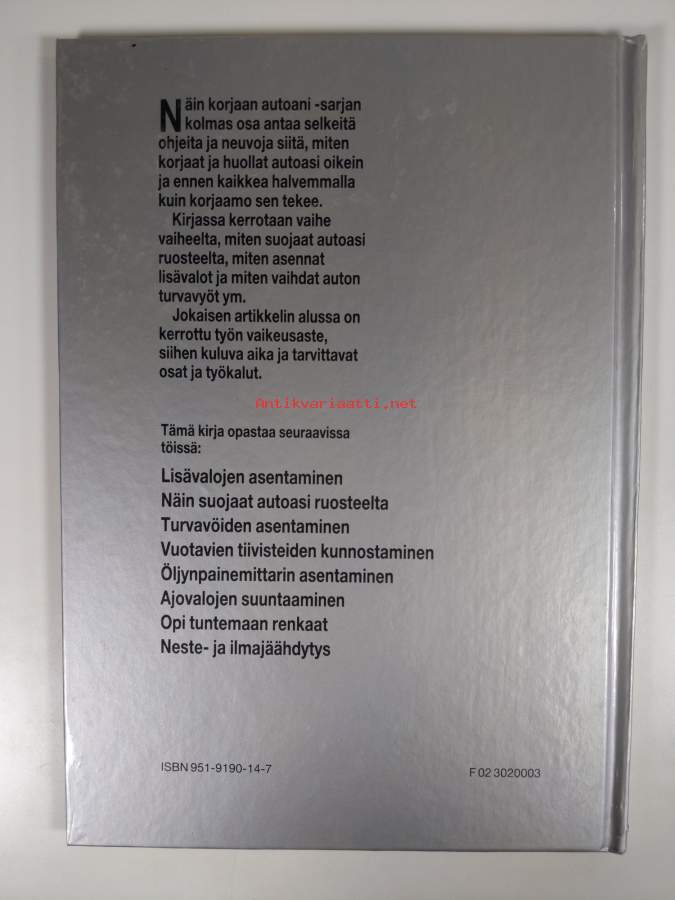 Näin korjaan autoani -sarjan
kolmas osa antaa selkeitä
ohjeita ja neuvoja siitä, miten
korjaat ja huollat autoasi oikein
ja ennen kaikkea halvemmalla
kuin korjaamo sen tekee.
Kirjassa kerrotaan vaihe
vaiheelta, miten suojaat autoasi
ruosteelta, miten asennat
lisävalot ja miten vaihdat auton
turvavyöt ym.
Jokaisen artikkelin alussa on
kerrottu työn vaikeusaste,
siihen kuluva aika ja tarvittavat
osat ja työkalut.
Antikvariaatti.net
Tämä kirja opastaa seuraavissa
töissä:
Lisävalojen asentaminen
Näin suojaat autoasi ruosteelta
Turvavöiden asentaminen
Vuotavien tiivisteiden kunnostaminen
Öljynpainemittarin asentaminen
Ajovalojen suuntaaminen
Opi tuntemaan renkaat
Neste- ja ilmajäähdytys
ISBN 951-9190-14-7
F 02 3020003